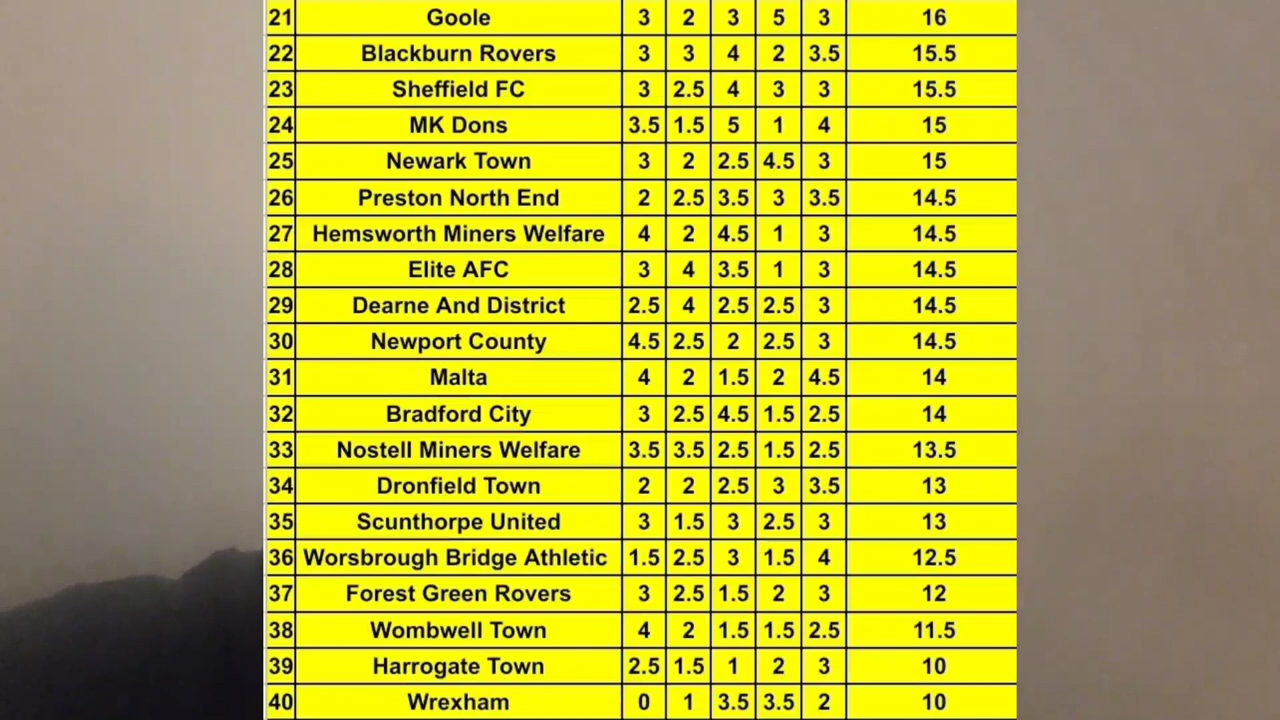 21 Goole 3 2 3 5 3 16
22 Blackburn Rovers 3 3 4 2 3.5 15.5
23 Sheffield FC 3 2.5 4 3 3 15.5
24 MK Dons 3.5 1.5 5 1 4 15
25 Newark Town 3 2 2.5 4.5 3 15
26 Preston North End 2 2.5 3.5 3 3.5 14.5
27 Hemsworth Miners Welfare 4 2 4.5 1 3 14.5
28 Elite AFC 3 4 3.5 1 3 14.5
29 Dearne And District 2.5 4 2.5 2.5 3 14.5
30 Newport County 4.5 2.5 2 2.5 3 14.5
31 Malta 4 2 1.5 2 4.5 14
32 Bradford City 3 2.5 4.5 1.5 2.5 14
33 Nostell Miners Welfare 3.5 3.5 2.5 1.5 2.5 13.5
34 Dronfield Town 2 2 2.5 3 3.5 13
35 Scunthorpe United 3 1.5 3 2.5 3 13
36 Worsbrough Bridge Athletic 1.5 2.5 3 1.5 4 12.5
37 Forest Green Rovers 3 2.5 1.5 2 3 12
38 Wombwell Town 4 2 1.5 1.5 2.5 11.5
39 Harrogate Town 2.5 1.5 1 2 3 10
40 Wrexham 0 1 3.5 3.5 2 10